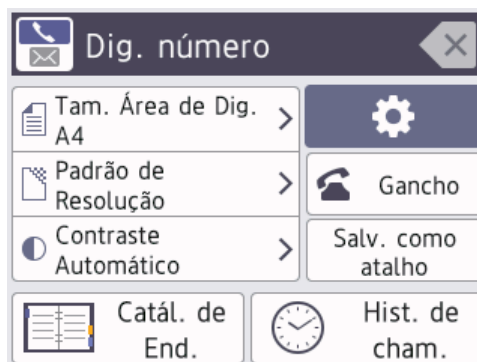 Dig. número
Tam. Área de Dig.
A4
Padrão de
Resolução
Contraste
Automático
Gancho
Salv. como
atalho
Catál. de
End.
Hist. de
cham.